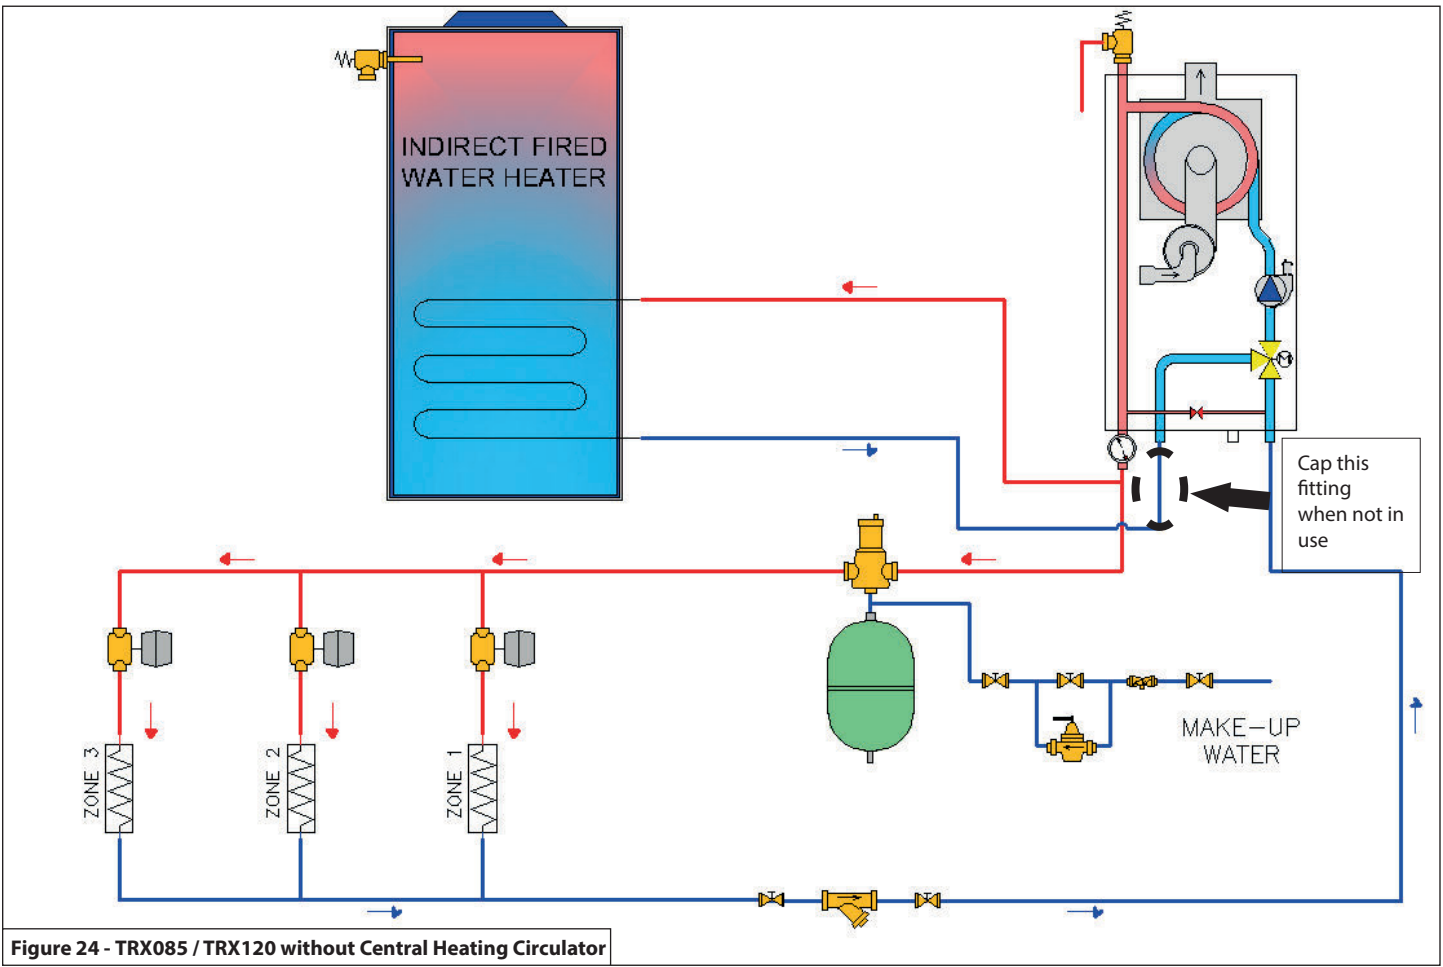 INDIRECT FIRED
WATER HEATER
M
Cap this
fitting
when not in
use
MAKE-UP
WATER
ZONE 3
ZONE 2
ZONE 1
Figure 24 - TRX085 / TRX120 without Central Heating Circulator